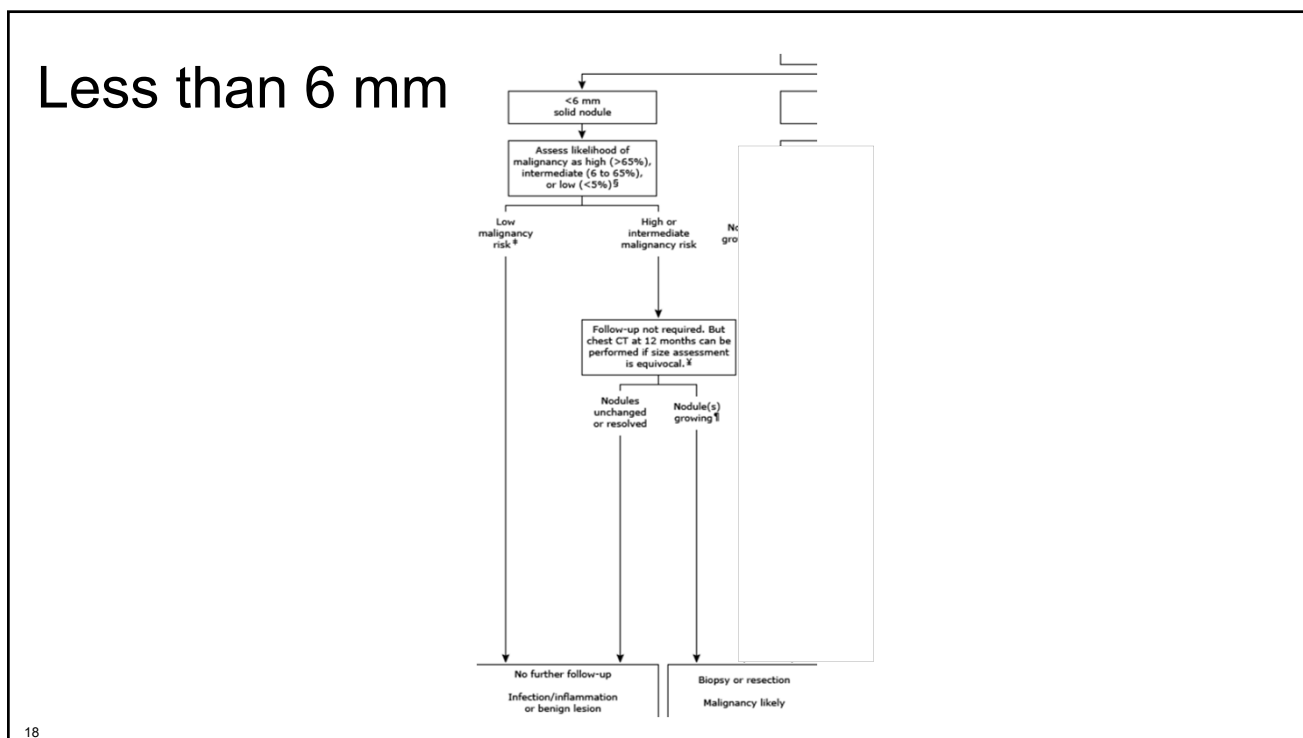 Less than 6 mm
<6 mm
solid nodule
Assess likelihood of
malignancy as high (>65%),
intermediate (6 to 65%),
or low (<5%)§
Low
malignancy
risk*
High or
intermediate
malignancy risk
Follow-up not required. But
chest CT at 12 months can be
performed if size assessment
is equivocal.¥
Nodules
unchanged
or resolved
Nodule(s)
growing¶
No further follow-up
Infection/inflammation
or benign lesion
Biopsy or resection
Malignancy likely
18